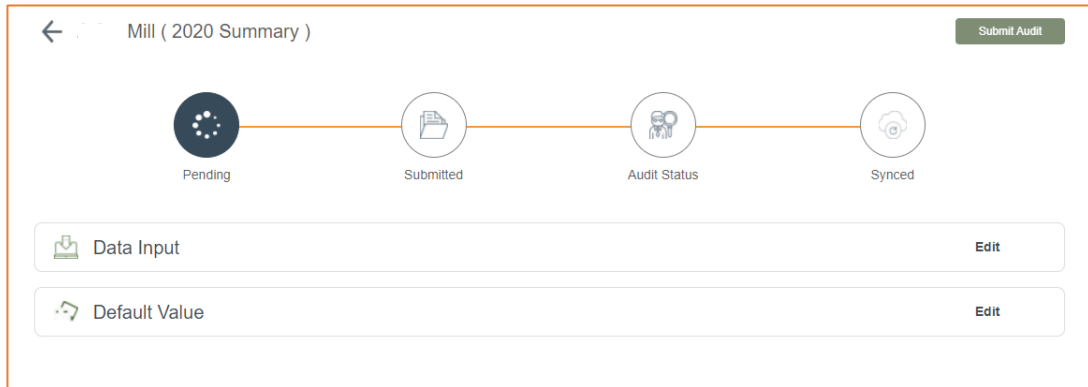 Mill ( 2020 Summary )
Submit Audit
Pending
Submitted
Audit Status
Synced
Data Input
Edit
Default Value
Edit